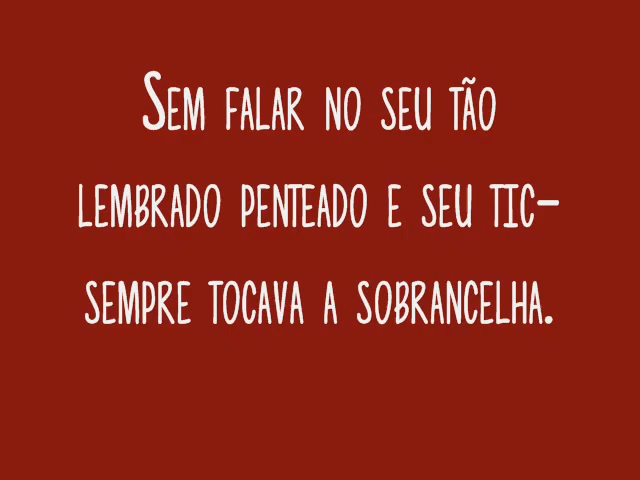 Sem falar no seu tão
lembrado penteado e seu tic-
sempre tocava a sobrancelha.